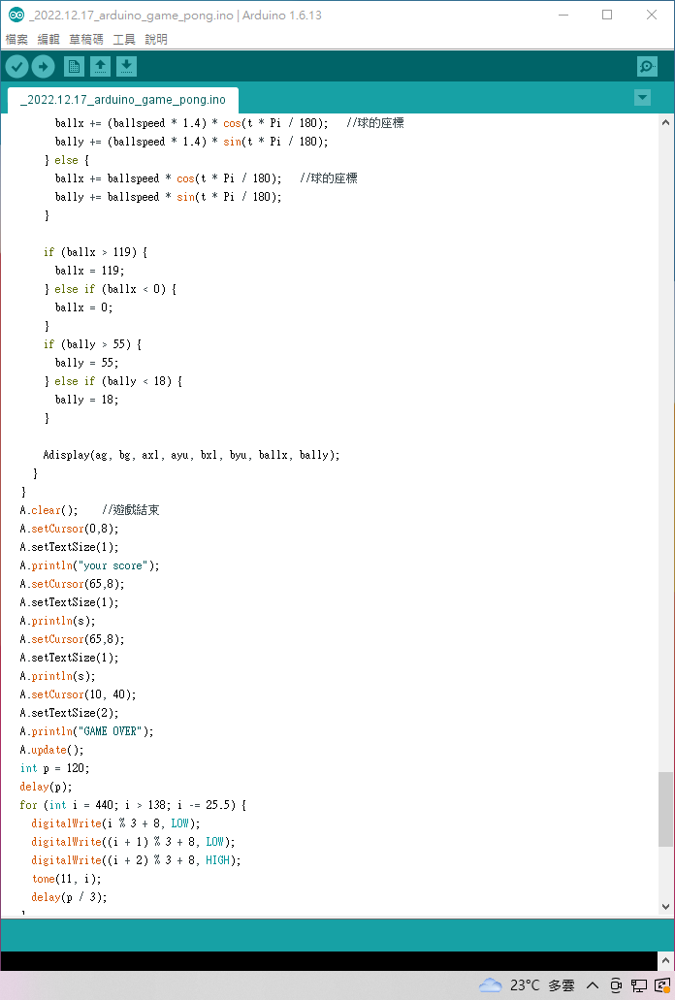 _2022.12.17_arduino_game_pong.ino | Arduino 1.6.13
檔案 編輯 草稿碼 工具 說明
_2022.12.17_arduino_game_pong.ino
ballx += (ballspeed * 1.4) * cos(t * Pi / 180);   //球的座標
bally += (ballspeed * 1.4) * sin(t * Pi / 180);
} else {
ballx += ballspeed * cos(t * Pi / 180);   //球的座標
bally += ballspeed * sin(t * Pi / 180);
}
if (ballx > 119) {
ballx = 119;
} else if (ballx < 0) {
ballx = 0;
}
if (bally > 55) {
bally = 55;
} else if (bally < 18) {
bally = 18;
}
Adisplay(ag, bg, axl, ayu, bxl, byu, ballx, bally);
}
}
A.clear();    //遊戲結束
A.setCursor(0,8);
A.setTextSize(1);
A.println("your score");
A.setCursor(65,8);
A.setTextSize(1);
A.println(s);
A.setCursor(65,8);
A.setTextSize(1);
A.println(s);
A.setCursor(10, 40);
A.setTextSize(2);
A.println("GAME OVER");
A.update();
int p = 120;
delay(p);
for (int i = 440; i > 138; i -= 25.5) {
digitalWrite(i % 3 + 8, LOW);
digitalWrite((i + 1) % 3 + 8, LOW);
digitalWrite((i + 2) % 3 + 8, HIGH);
tone(11, i);
delay(p / 3);
23°C 多雲